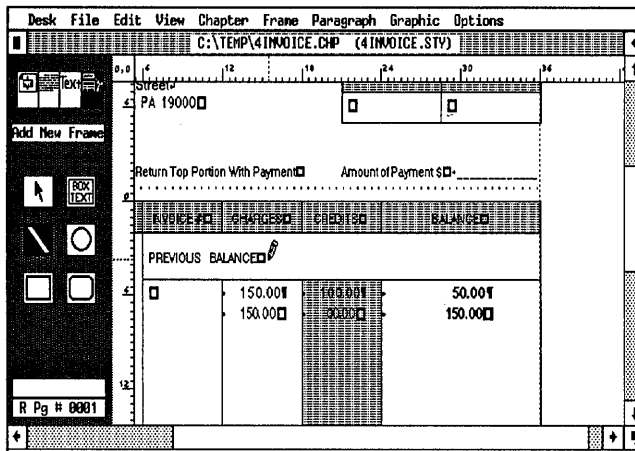 Desk File Edit View Chapter Frame Paragraph Graphic Options
C:\TEMP\4INVOICE.CHP (4INVOICE.STY)
0,0 6 12 18 24 30 36
Text
Street
PA 19000
Add New Frame
Return Top Portion With Payment Amount of Payment $
BOX
TEXT
INVOICE # CHARGES CREDITS BALANCE
PREVIOUS BALANCE
150.00¶ 100.00¶ 50.00¶
150.00 00.00 150.00
12
R Pg # 0001